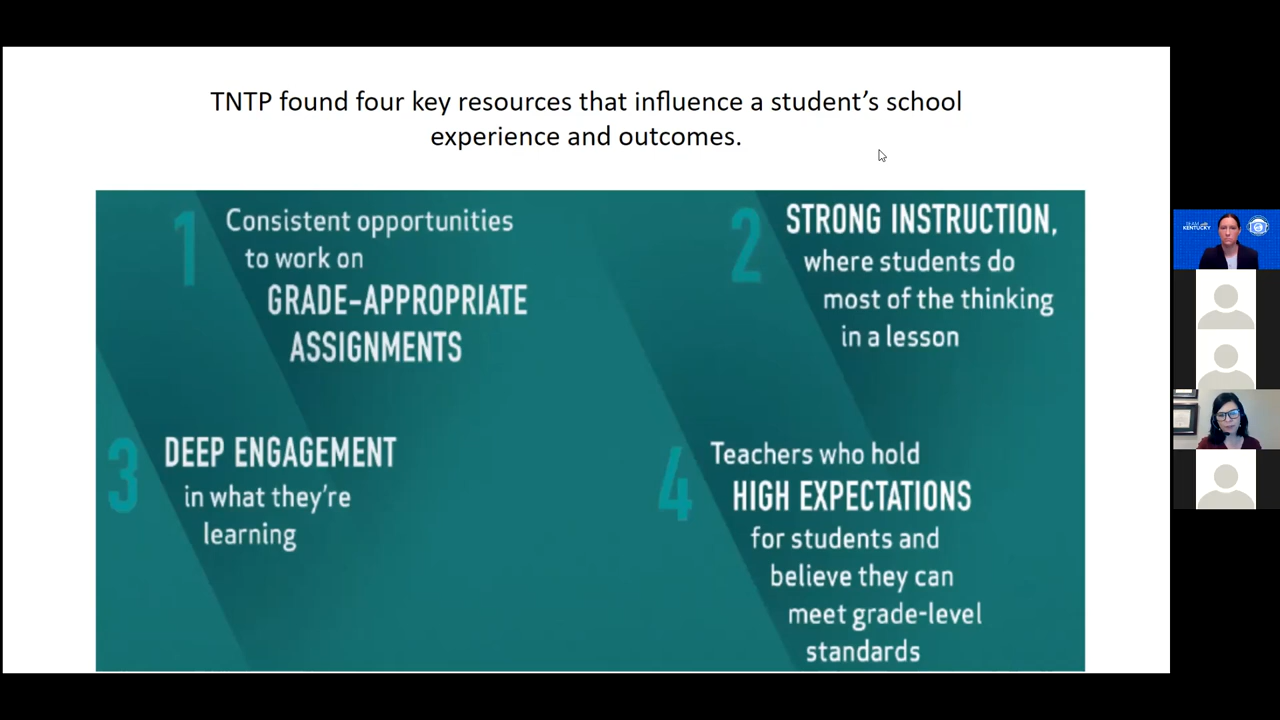 TNTP found four key resources that influence a student’s school
experience and outcomes.
1
Consistent opportunities
to work on
GRADE-APPROPRIATE
ASSIGNMENTS
2
STRONG INSTRUCTION,
where students do
most of the thinking
in a lesson
3
DEEP ENGAGEMENT
in what they’re
learning
4
Teachers who hold
HIGH EXPECTATIONS
for students and
believe they can
meet grade-level
standards
TEAM
KENTUCKY